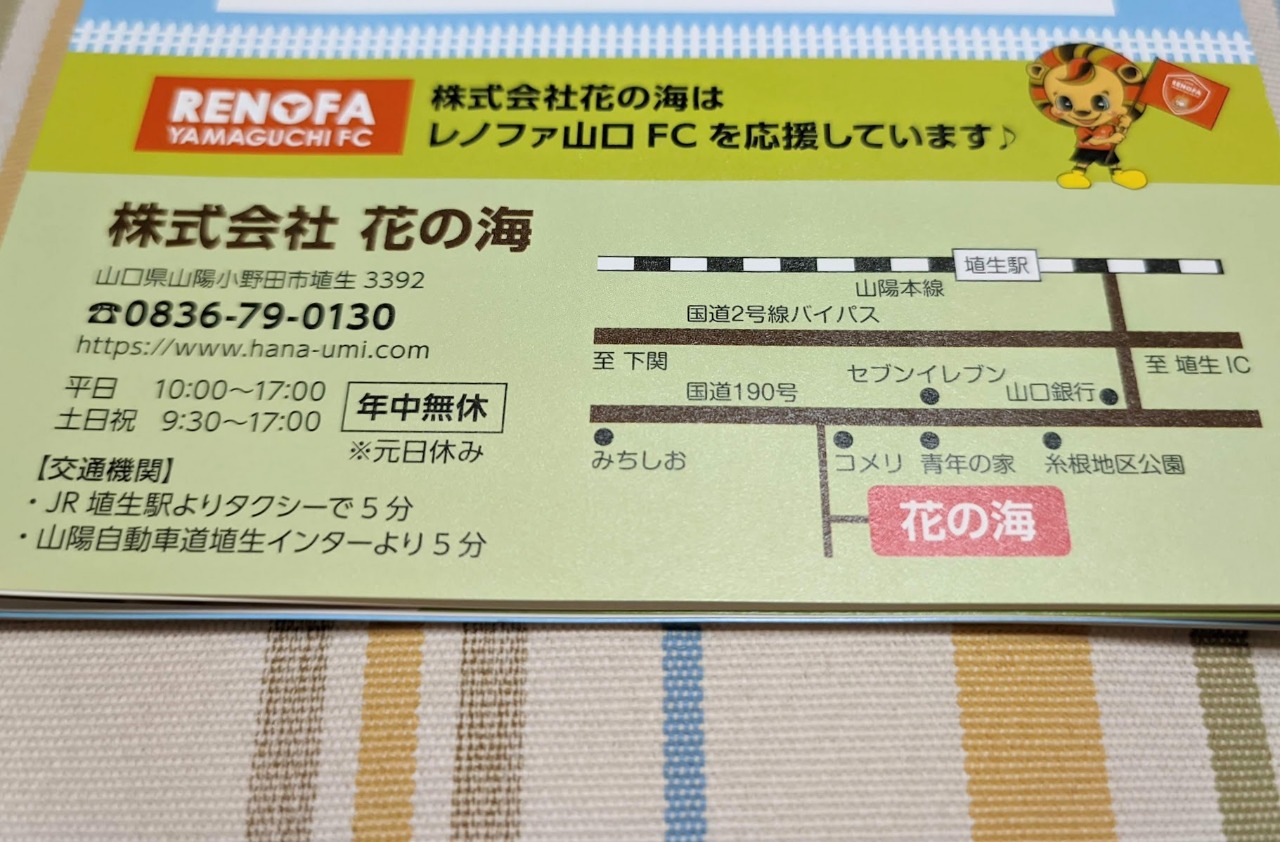 RENOFA
YAMAGUCHI FC
株式会社花の海は
レノファ山口 FC を応援しています♪
RENOFA
株式会社 花の海
山口県山陽小野田市埴生 3392
☎0836-79-0130
https://www.hana-umi.com
平日 10:00～17:00
土日祝 9:30～17:00
年中無休
※元日休み
【交通機関】
・JR 埴生駅よりタクシーで 5 分
・山陽自動車道埴生インターより 5 分
埴生駅
山陽本線
国道2号線バイパス
至 下関
至 埴生 IC
セブンイレブン
国道190号
山口銀行
みちしお
コメリ
青年の家
糸根地区公園
花の海